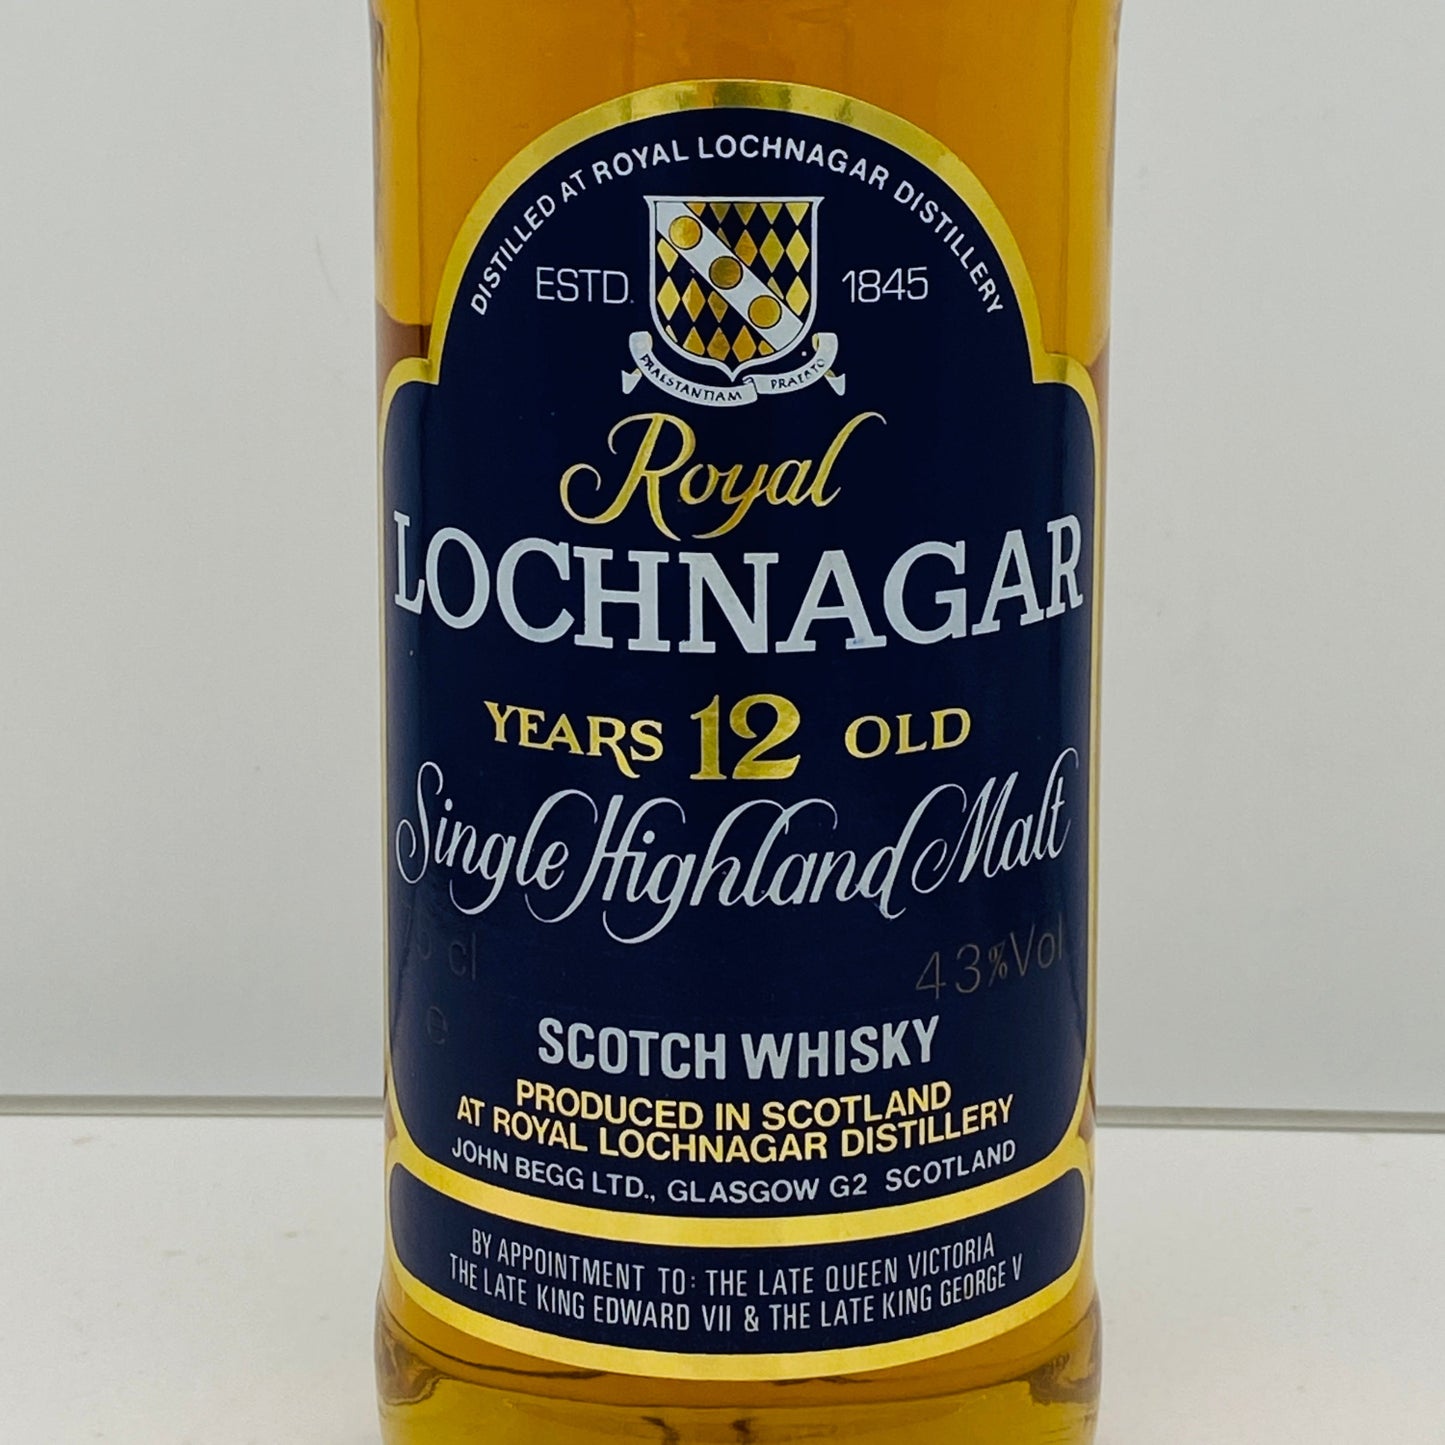 DISTILLED AT ROYAL LOCHNAGAR DISTILLERY
ESTD. 1845
PRAESTANTIAM
Royal
LOCHNAGAR
YEARS 12 OLD
Single Highland Malt
cl 43%Vol
e
SCOTCH WHISKY
PRODUCED IN SCOTLAND
AT ROYAL LOCHNAGAR DISTILLERY
JOHN BEGG LTD., GLASGOW G2 SCOTLAND
BY APPOINTMENT TO: THE LATE QUEEN VICTORIA
THE LATE KING EDWARD VII & THE LATE KING GEORGE V